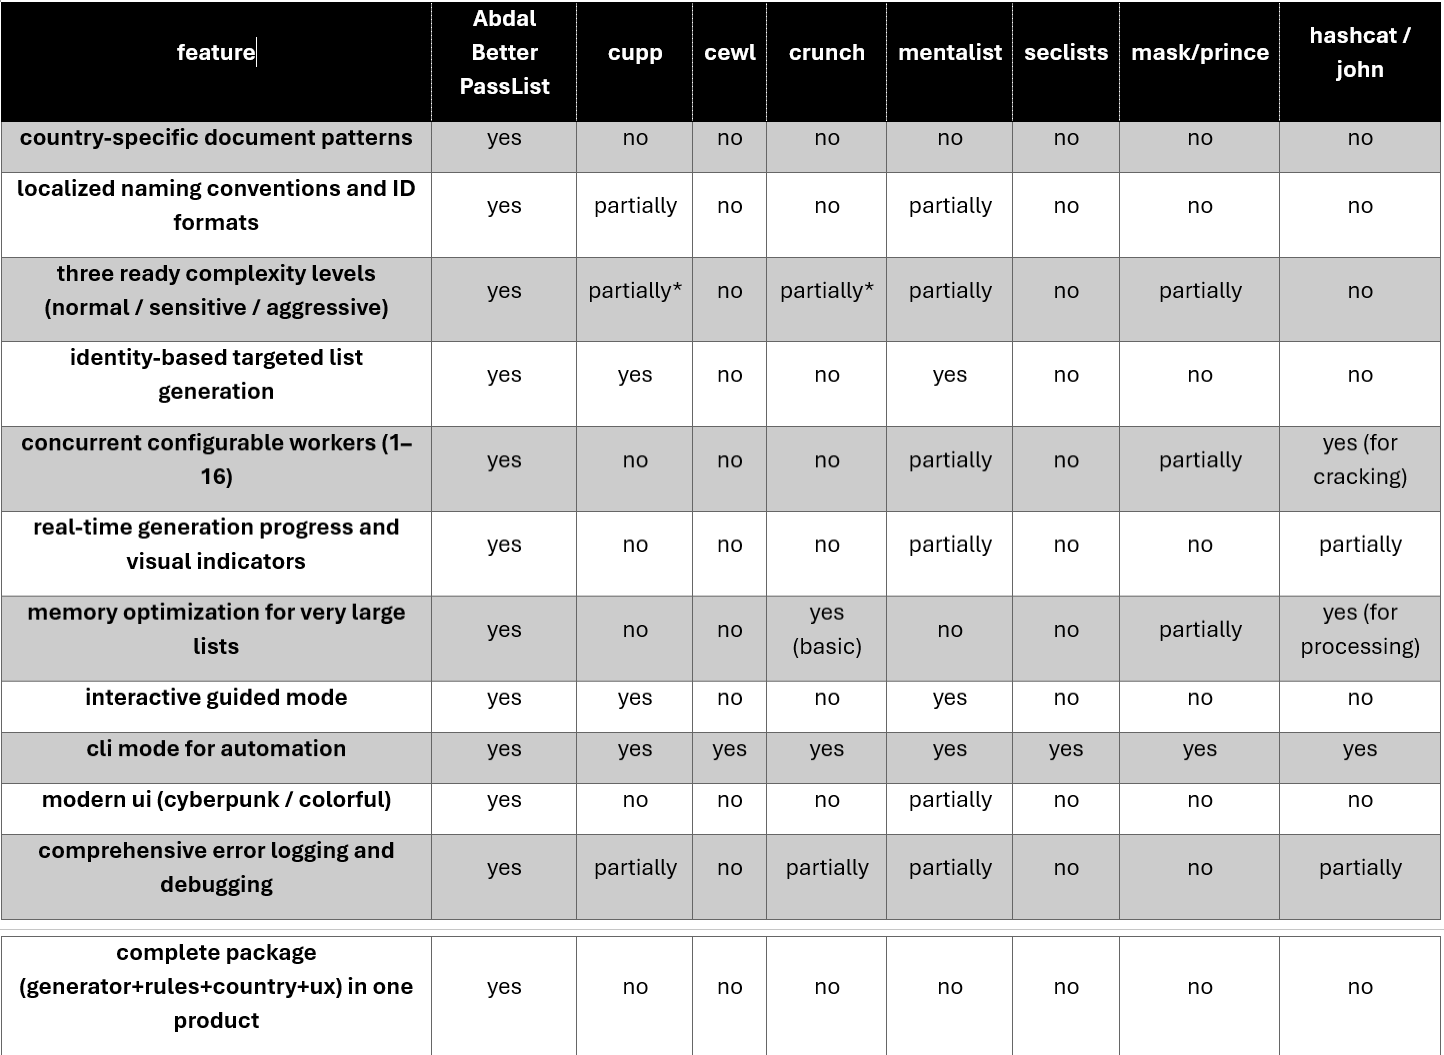 feature Abdal Better PassList cupp cewl crunch mentalist seclists mask/prince hashcat / john
country-specific document patterns yes no no no no no no no
localized naming conventions and ID formats yes partially no no partially no no no
three ready complexity levels (normal / sensitive / aggressive) yes partially* no partially* partially no partially no
identity-based targeted list generation yes yes no no yes no no no
concurrent configurable workers (1–16) yes no no no partially no partially yes (for cracking)
real-time generation progress and visual indicators yes no no no partially no no partially
memory optimization for very large lists yes no no yes (basic) no no partially yes (for processing)
interactive guided mode yes yes no no yes no no no
cli mode for automation yes yes yes yes yes yes yes yes
modern ui (cyberpunk / colorful) yes no no no partially no no no
comprehensive error logging and debugging yes partially no partially partially no no partially
complete package (generator+rules+country+ux) in one product yes no no no no no no no